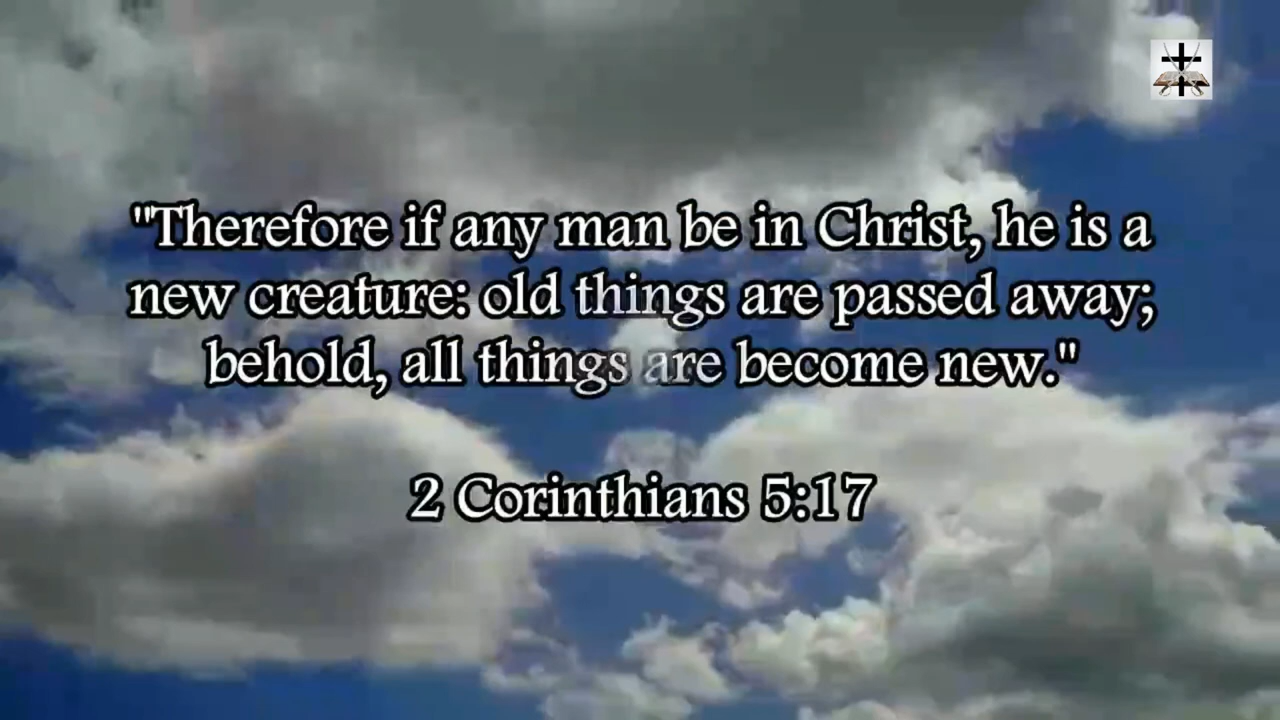 "Therefore if any man be in Christ, he is a
new creature: old things are passed away;
behold, all things are become new."
2 Corinthians 5:17